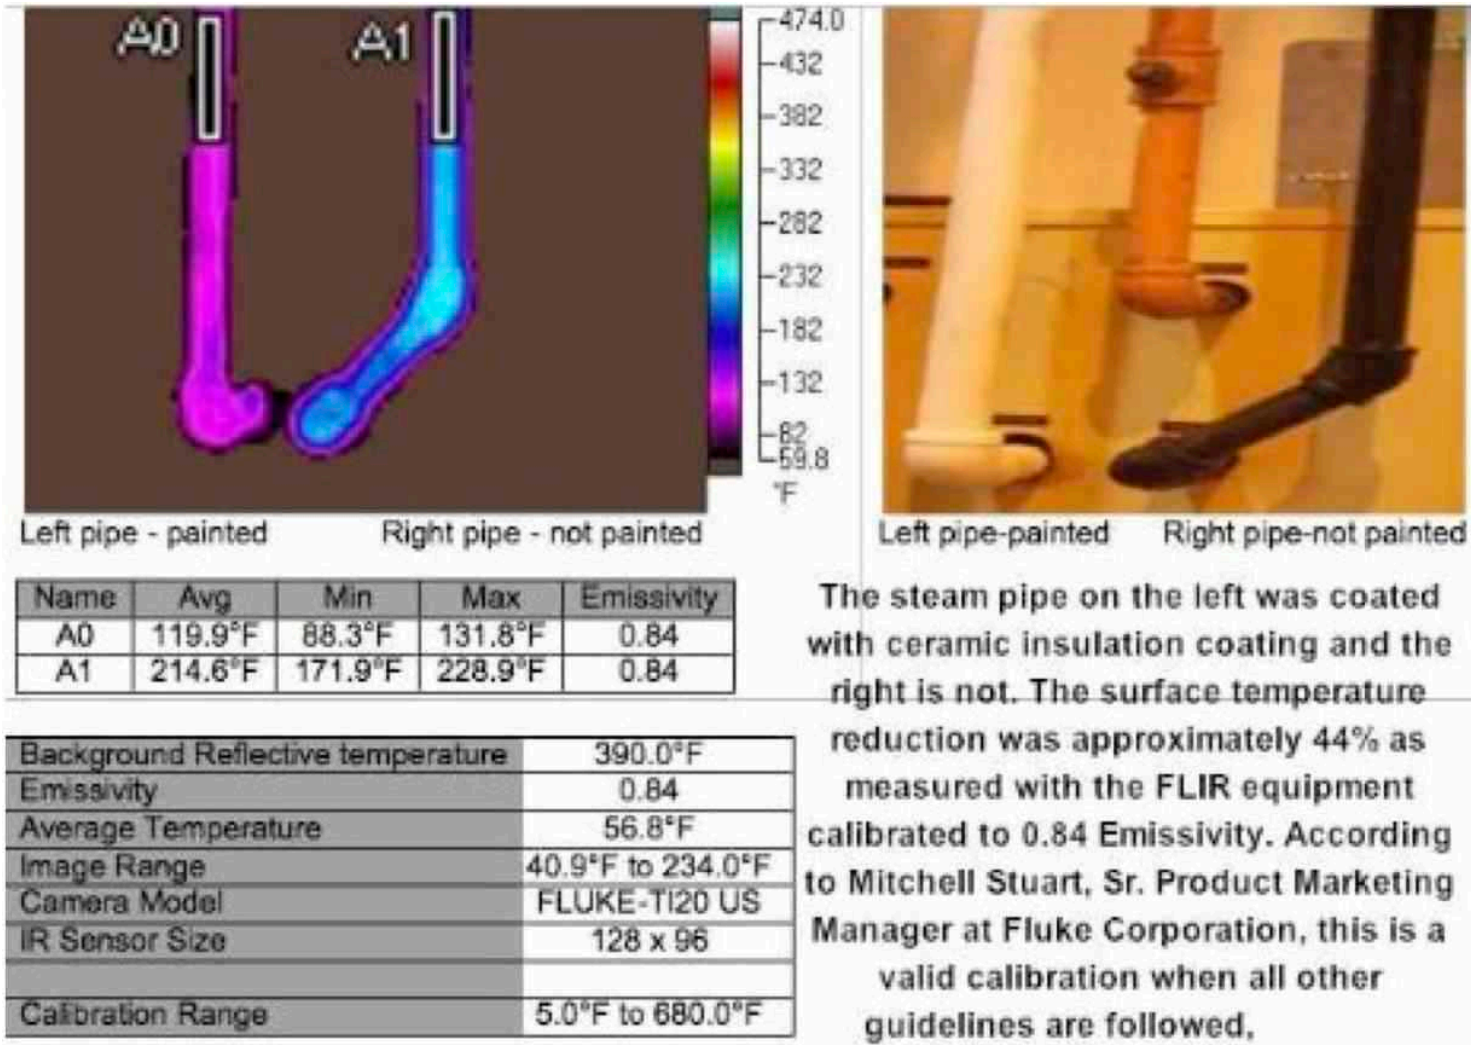 A0
A1
474.0
432
382
332
282
232
182
132
82
59.8
°F
Left pipe - painted
Right pipe - not painted
Left pipe-painted
Right pipe-not painted
Name Avg Min Max Emissivity
A0 119.9°F 88.3°F 131.8°F 0.84
A1 214.6°F 171.9°F 228.9°F 0.84
Background Reflective temperature 390.0°F
Emissivity 0.84
Average Temperature 56.8°F
Image Range 40.9°F to 234.0°F
Camera Model FLUKE-TI20 US
IR Sensor Size 128 x 96
Calibration Range 5.0°F to 680.0°F
The steam pipe on the left was coated
with ceramic insulation coating and the
right is not. The surface temperature
reduction was approximately 44% as
measured with the FLIR equipment
calibrated to 0.84 Emissivity. According
to Mitchell Stuart, Sr. Product Marketing
Manager at Fluke Corporation, this is a
valid calibration when all other
guidelines are followed,